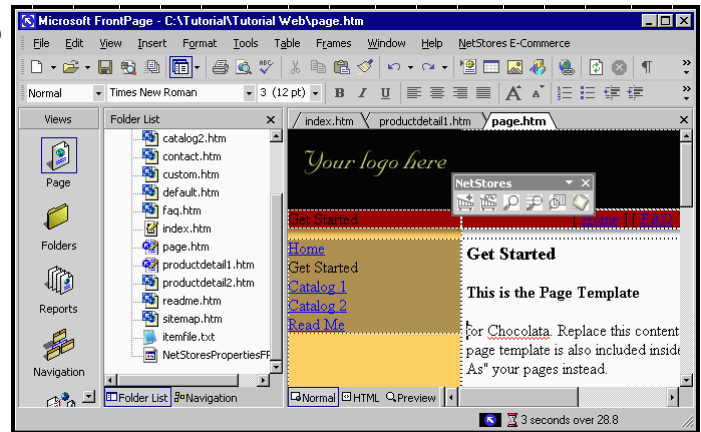 Microsoft FrontPage - C:\Tutorial\Tutorial Web\page.htm
File Edit View Insert Format Tools Table Frames Window Help NetStores E-Commerce
Normal Times New Roman 3 (12 pt) B I U A A
Views
Page
Folders
Reports
Navigation
Folder List
catalog2.htm
contact.htm
custom.htm
default.htm
faq.htm
index.htm
page.htm
productdetail1.htm
productdetail2.htm
readme.htm
sitemap.htm
itemfile.txt
NetStoresPropertiesFF
Folder List Navigation
index.htm productdetail1.htm page.htm
Your logo here
NetStores
Get Started [ Home ] [ FAQ
Home
Get Started
Catalog 1
Catalog 2
Read Me
Get Started
This is the Page Template
for Chocolata. Replace this content
page template is also included inside
As" your pages instead.
Normal HTML Preview
3 seconds over 28.8